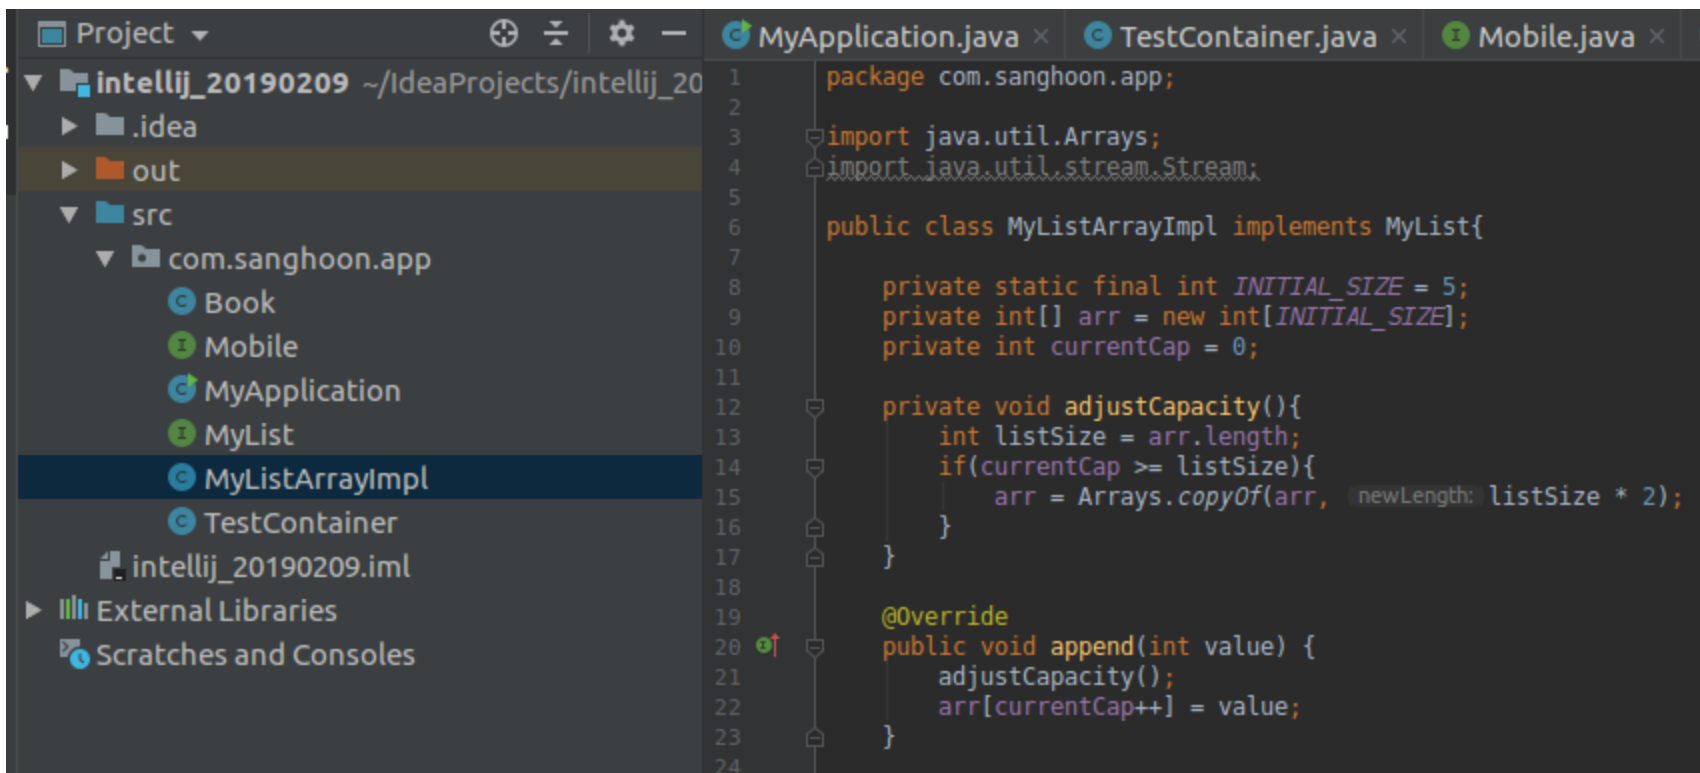 Project
intellij_20190209 ~/IdeaProjects/intellij_20
.idea
out
src
com.sanghoon.app
Book
Mobile
MyApplication
MyList
MyListArrayImpl
TestContainer
intellij_20190209.iml
External Libraries
Scratches and Consoles
MyApplication.java × TestContainer.java × Mobile.java ×
1 package com.sanghoon.app;
2
3 import java.util.Arrays;
4 import java.util.stream.Stream;
5
6 public class MyListArrayImpl implements MyList{
7
8 private static final int INITIAL_SIZE = 5;
9 private int[] arr = new int[INITIAL_SIZE];
10 private int currentCap = 0;
11
12 private void adjustCapacity(){
13 int listSize = arr.length;
14 if(currentCap >= listSize){
15 arr = Arrays.copyOf(arr, newLength: listSize * 2);
16 }
17 }
18
19 @Override
20 public void append(int value) {
21 adjustCapacity();
22 arr[currentCap++] = value;
23 }
24